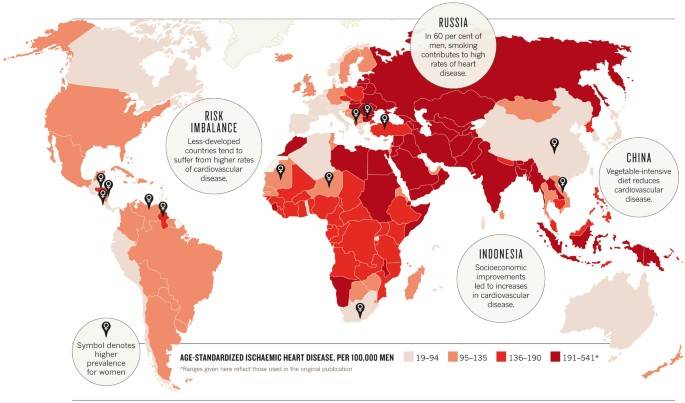 RUSSIA
In 60 per cent of
men, smoking
contributes to high
rates of heart
disease.
RISK
IMBALANCE
Less-developed
countries tend to
suffer from higher rates
of cardiovascular
disease.
CHINA
Vegetable-intensive
diet reduces
cardiovascular
disease.
INDONESIA
Socioeconomic
improvements
led to increases
in cardiovascular
disease.
Symbol denotes
higher
prevalence
for women
AGE-STANDARDIZED ISCHAEMIC HEART DISEASE, PER 100,000 MEN 19–94 95–135 136–190 191–541*
*Ranges given here reflect those used in the original publication